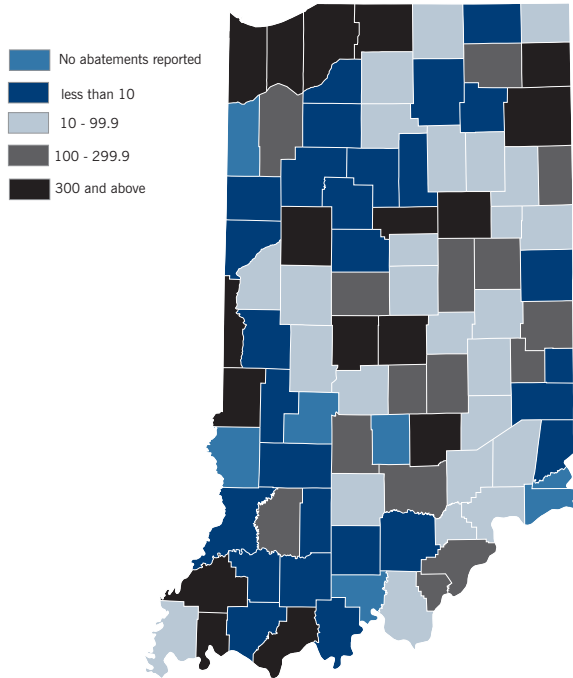 No abatements reported
less than 10
10 - 99.9
100 - 299.9
300 and above